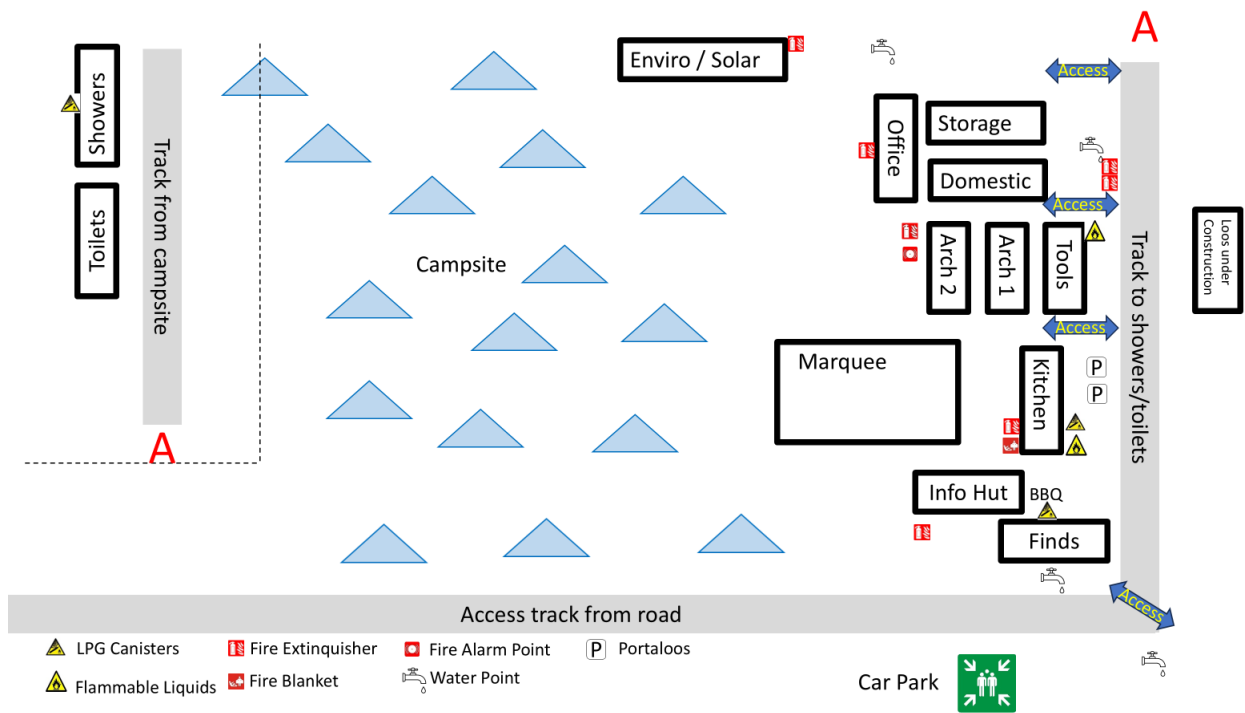 A
Enviro / Solar
Access
Showers
Storage
Office
Domestic
Toilets
Access
Track from campsite
Arch 2
Arch 1
Tools
Loos under
Construction
Campsite
Track to showers/toilets
Access
Marquee
Kitchen
P
P
A
Info Hut
BBQ
Finds
Access
Access track from road
LPG Canisters
Fire Extinguisher
Fire Alarm Point
P Portaloos
Flammable Liquids
Fire Blanket
Water Point
Car Park